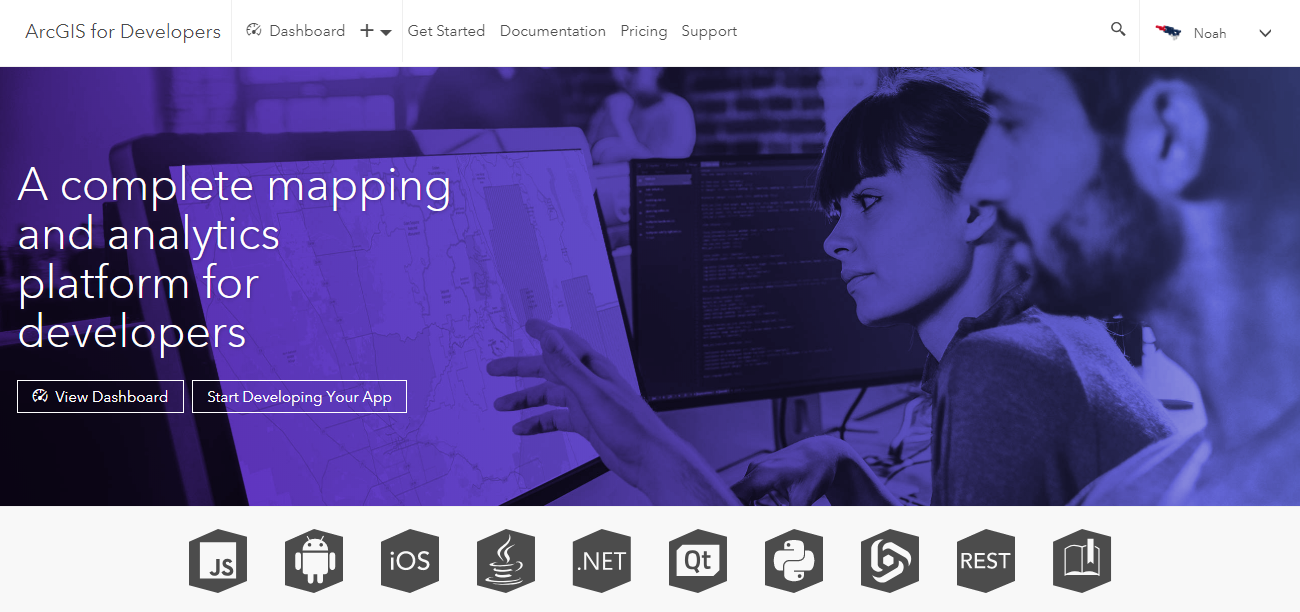 ArcGIS for Developers Dashboard Get Started Documentation Pricing Support Noah
A complete mapping
and analytics
platform for
developers
View Dashboard Start Developing Your App
JS iOS .NET Qt REST